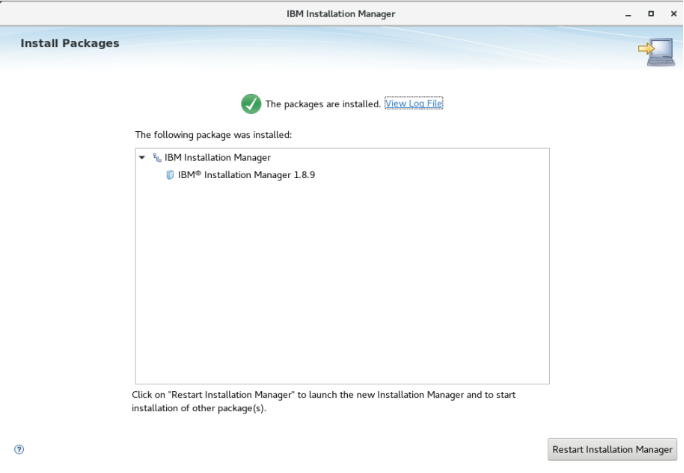 IBM Installation Manager
Install Packages
The packages are installed. View Log File
The following package was installed:
IBM Installation Manager
IBM® Installation Manager 1.8.9
Click on "Restart Installation Manager" to launch the new Installation Manager and to start
installation of other package(s).
?
Restart Installation Manager